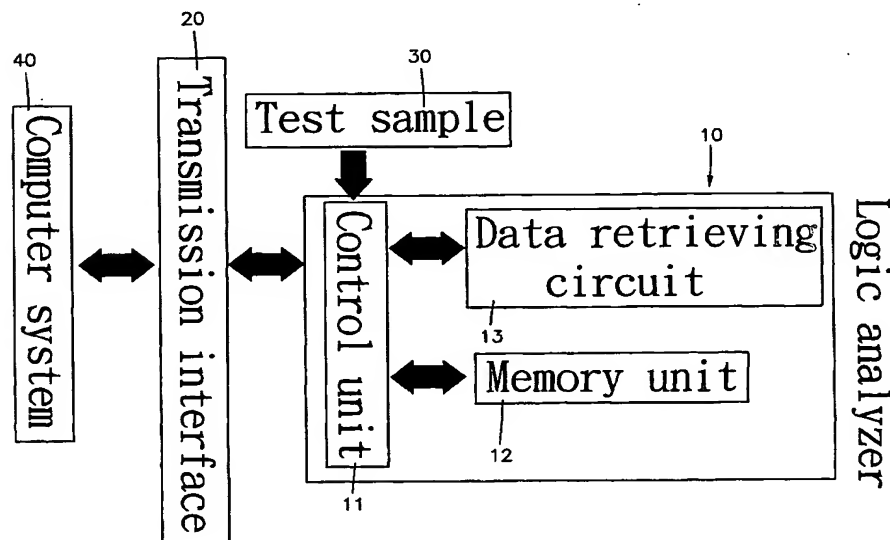 20
40
30
10
Computer system
Transmission interface
Test sample
Control unit
Data retrieving
circuit
13
Memory unit
12
11
Logic analyzer